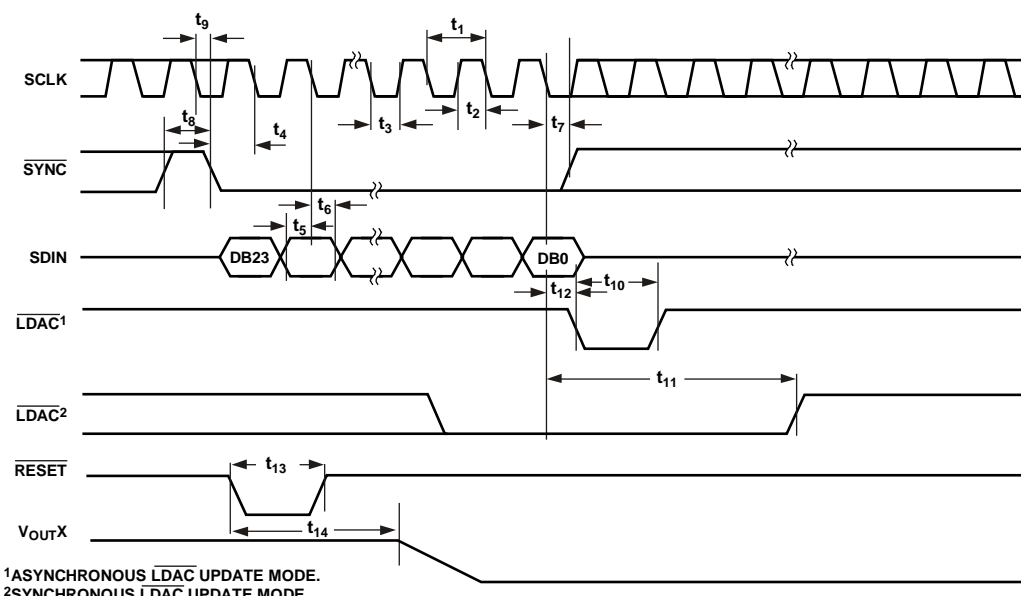 t9
t1
SCLK
t8
t4
t3
t2
t7
SYNC
t6
t5
SDIN
DB23
DB0
t12
t10
LDAC1
t11
LDAC2
RESET
t13
VOUTX
t14
1ASYNCHRONOUS LDAC UPDATE MODE.
2SYNCHRONOUS LDAC UPDATE MODE.